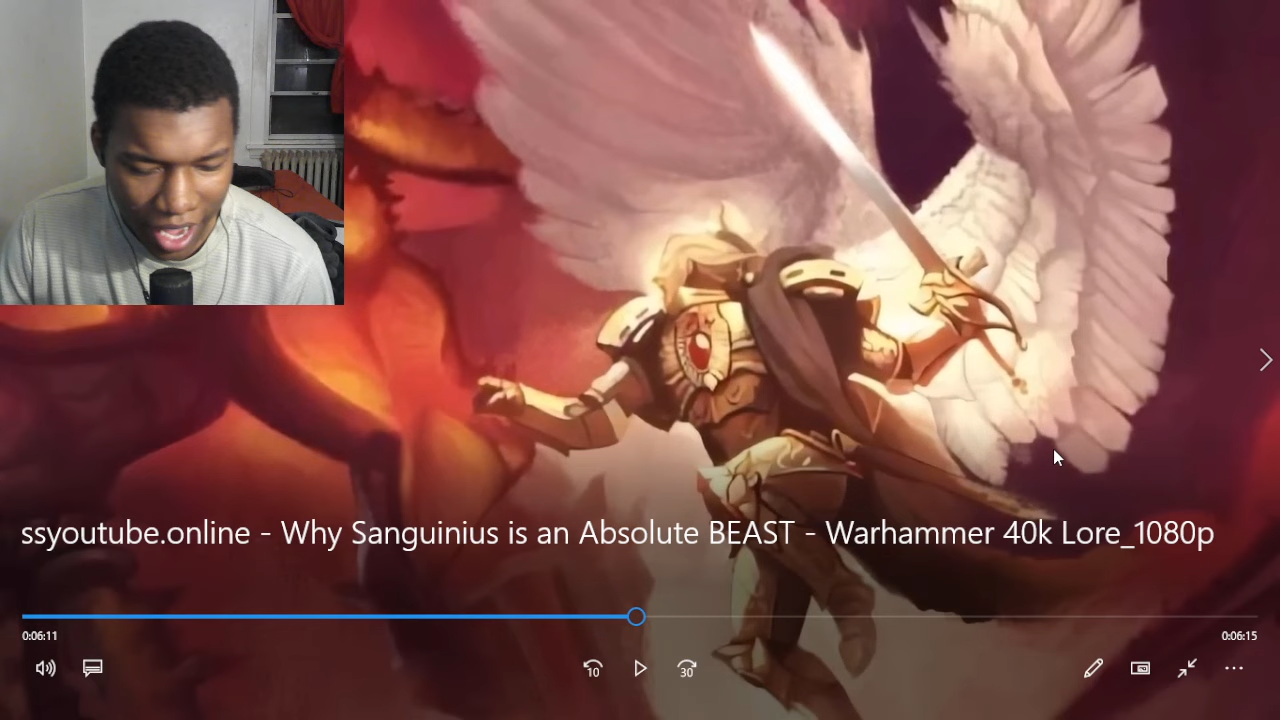 ssyoutube.online - Why Sanguinius is an Absolute BEAST - Warhammer 40k Lore_1080p
0:06:11
0:06:15
10
30